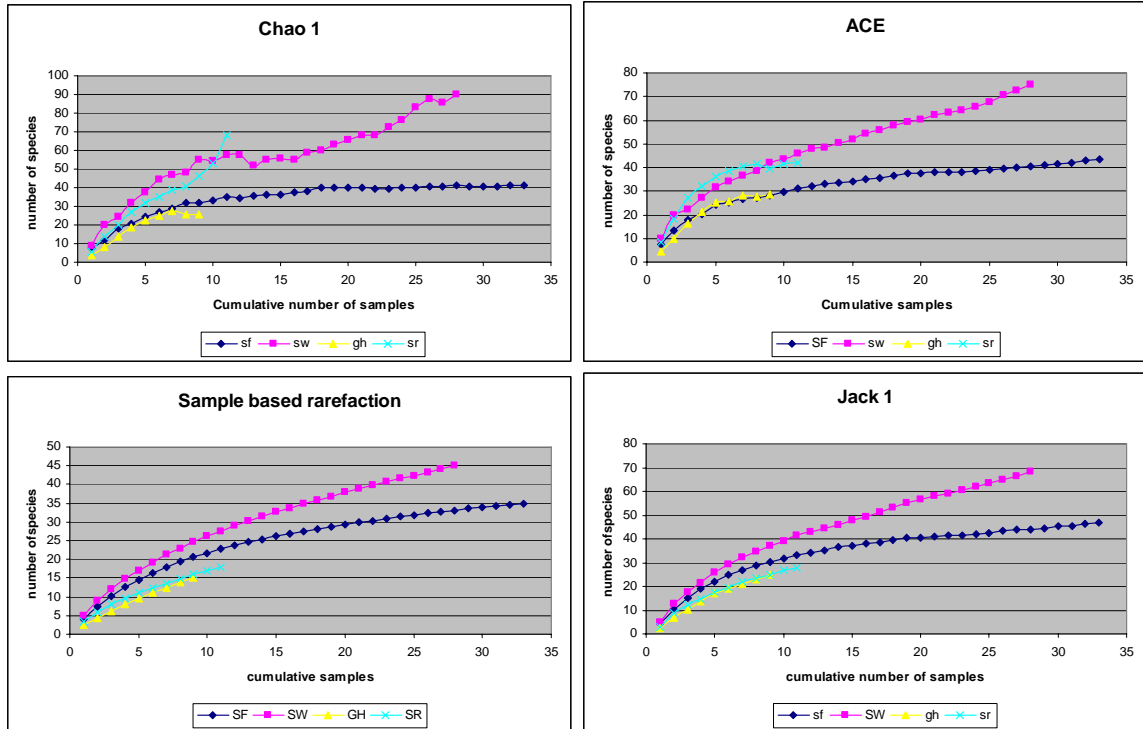 Chao 1
number of species
100
90
80
70
60
50
40
30
20
10
0
0 5 10 15 20 25 30 35
Cumulative number of samples
sf sw gh sr
ACE
number of species
80
70
60
50
40
30
20
10
0
0 5 10 15 20 25 30 35
Cumulative samples
SF sw gh sr
Sample based rarefaction
number of species
50
45
40
35
30
25
20
15
10
5
0
0 5 10 15 20 25 30 35
cumulative samples
SF SW GH SR
Jack 1
number of species
80
70
60
50
40
30
20
10
0
0 5 10 15 20 25 30 35
cumulative number of samples
sf SW gh sr